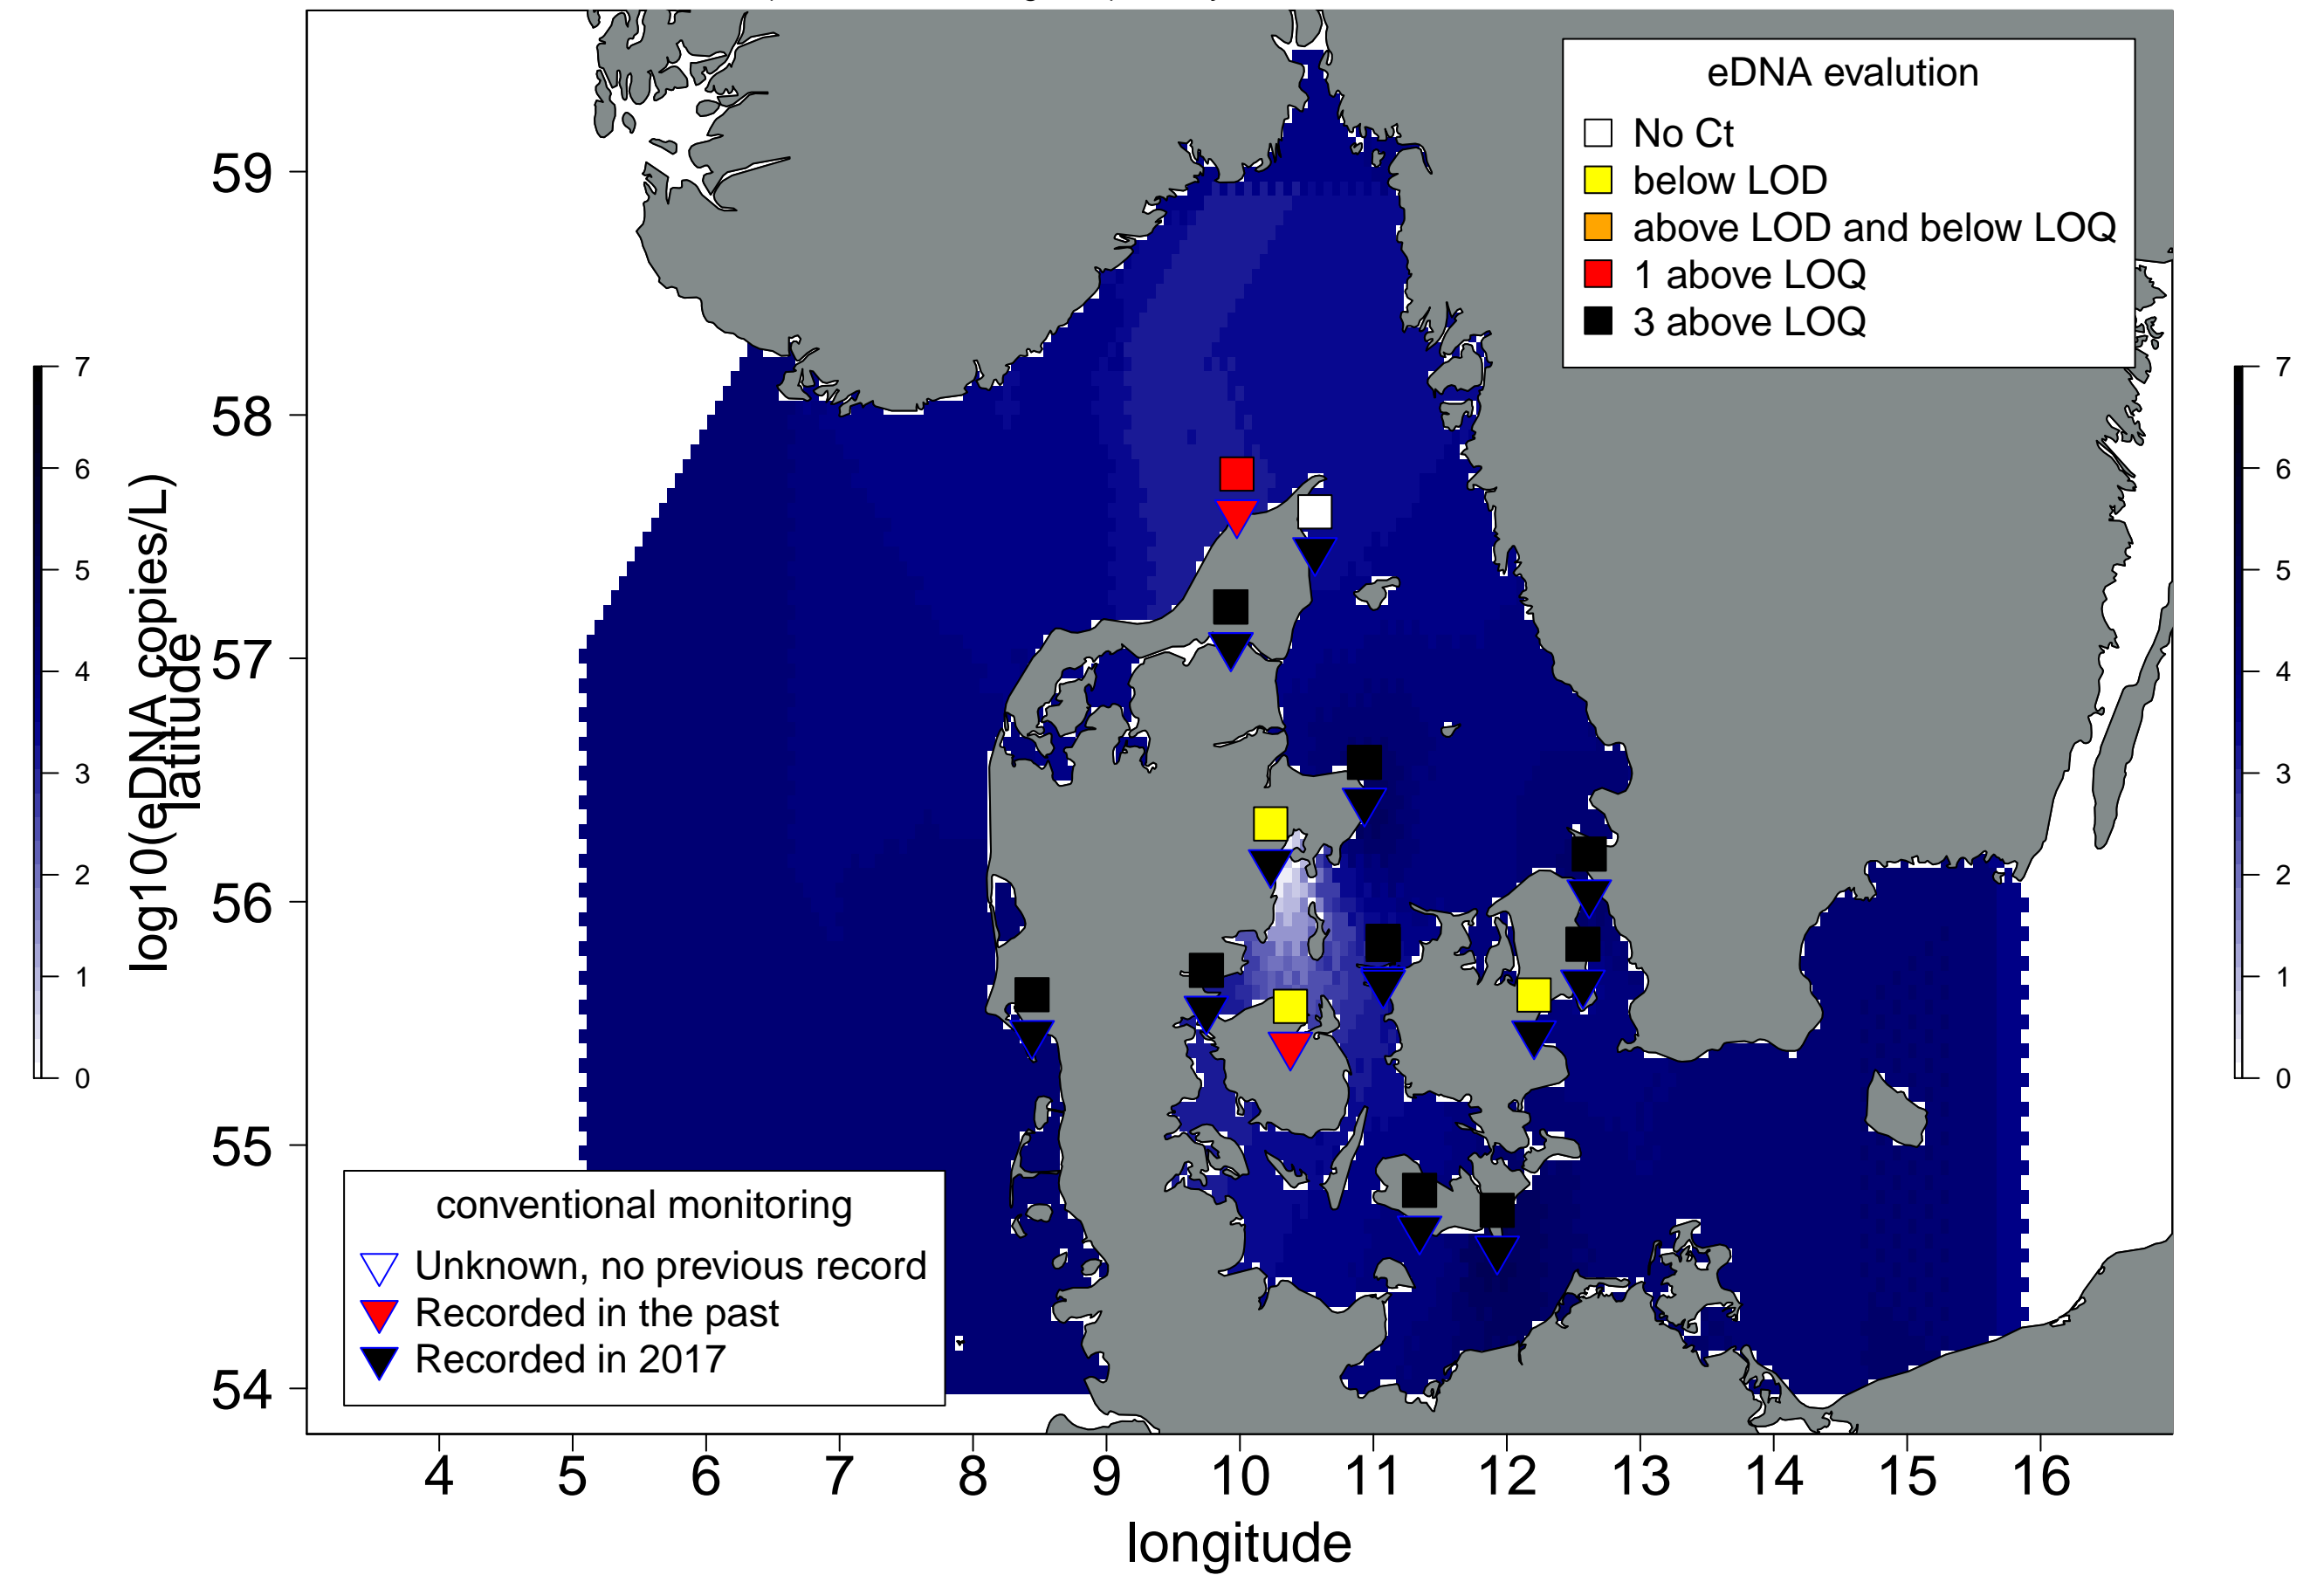 eDNA evalution
No Ct
below LOD
above LOD and below LOQ
1 above LOQ
3 above LOQ
59
58
57
56
55
54
latitude
log10(eDNA copies/L)
7
6
5
4
3
2
1
0
7
6
5
4
3
2
1
0
conventional monitoring
Unknown, no previous record
Recorded in the past
Recorded in 2017
4 5 6 7 8 9 10 11 12 13 14 15 16
longitude